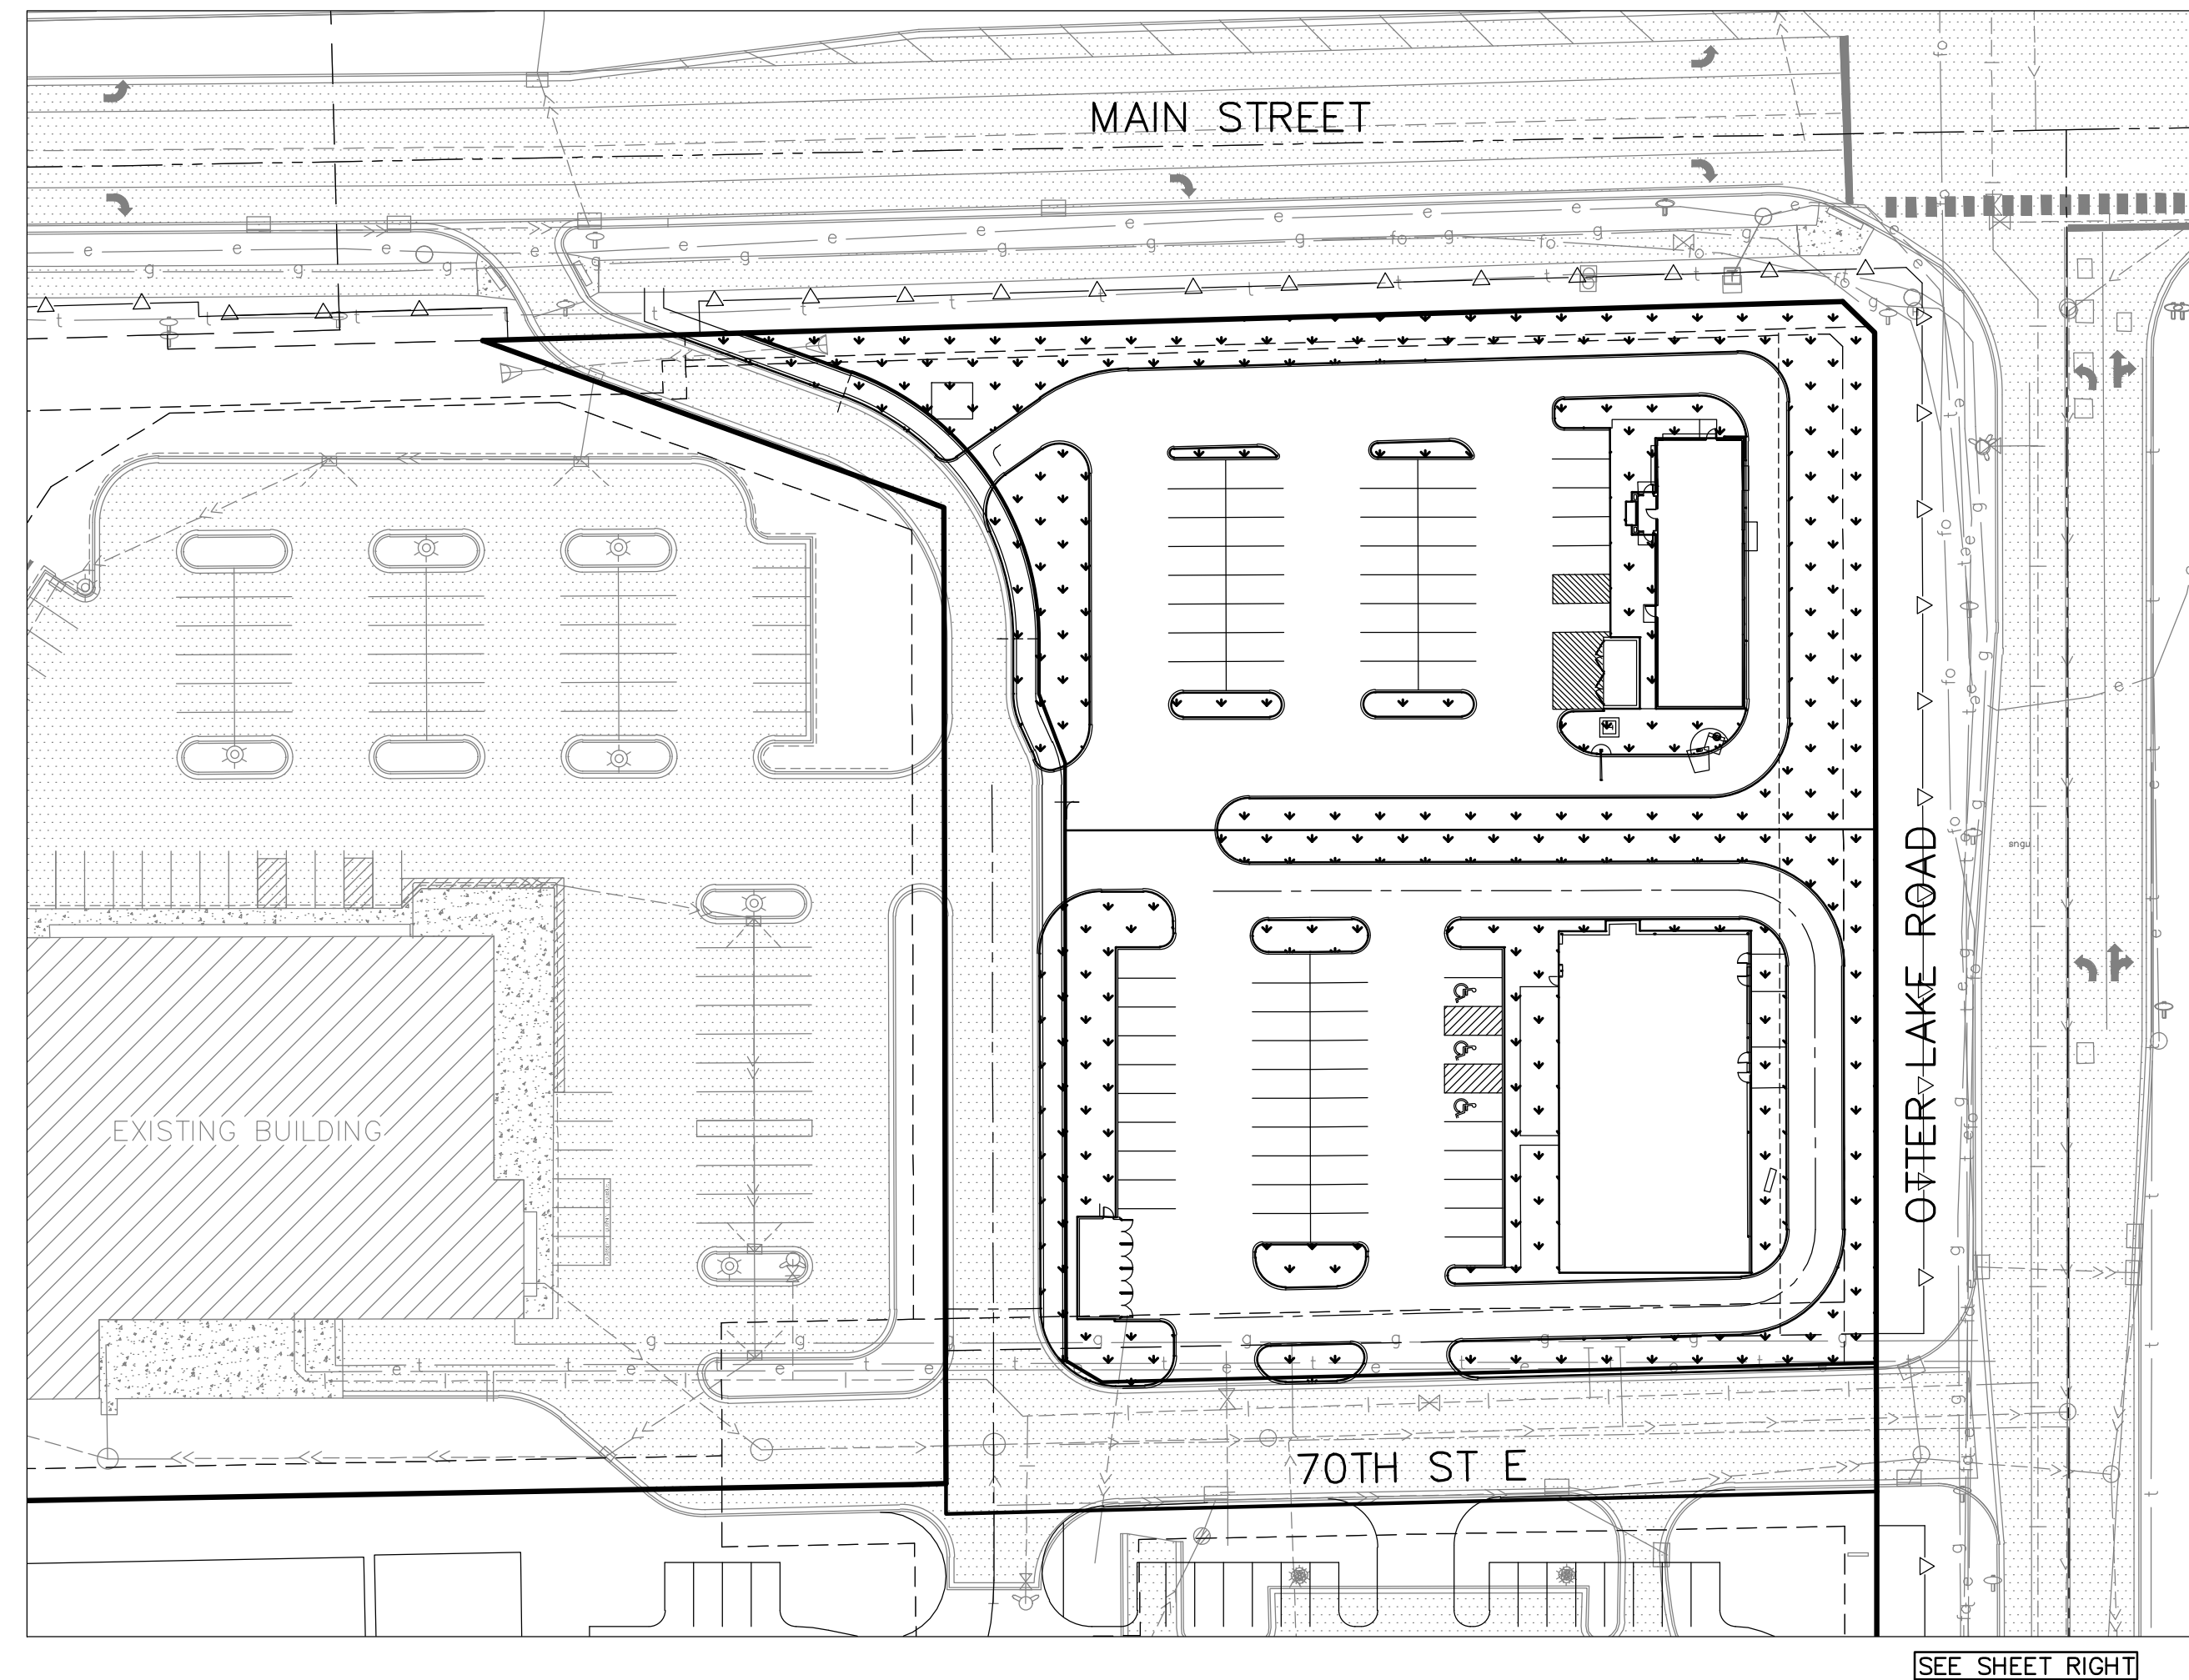 MAIN STREET
OTTER LAKE ROAD
EXISTING BUILDING
70TH ST E
SEE SHEET RIGHT